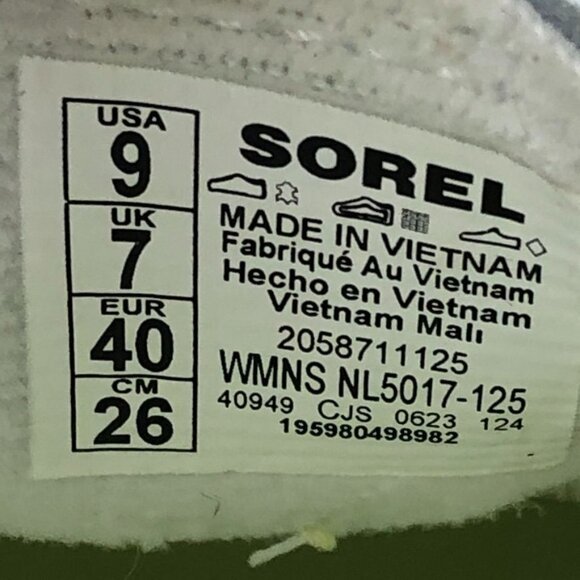 USA
9
UK
7
EUR
40
CM
26
SOREL
MADE IN VIETNAM
Fabriqué Au Vietnam
Hecho en Vietnam
Vietnam Malı
2058711125
WMNS NL5017-125
40949 CJS 0623 124
195980498982